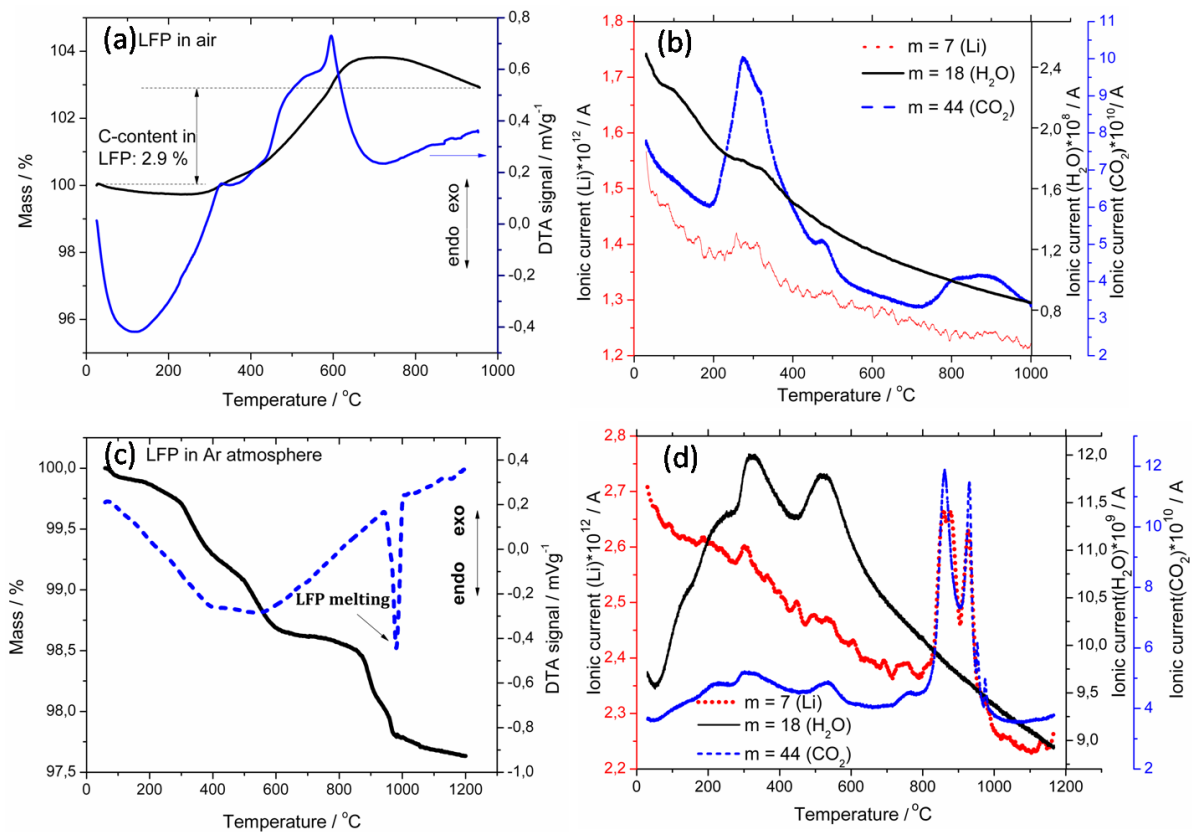 (a) LFP in air
104
102
100
98
96
Mass / %
C-content in
LFP: 2.9 %
0,8
0,6
0,4
0,2
0,0
-0,2
-0,4
DTA signal / mVg-1
endo exo
0 200 400 600 800 1000
Temperature / oC
(b)
1,8
1,7
1,6
1,5
1,4
1,3
1,2
Ionic current (Li)*10^12 / A
m = 7 (Li)
m = 18 (H2O)
m = 44 (CO2)
2,4
2,0
1,6
1,2
0,8
Ionic current (H2O)*10^8 / A
11
10
9
8
7
6
5
4
3
2
Ionic current (CO2)*10^10/ A
0 200 400 600 800 1000
Temperature / oC
(c) LFP in Ar atmosphere
100,0
99,5
99,0
98,5
98,0
97,5
Mass / %
LFP melting
0,4
0,2
0,0
-0,2
-0,4
-0,6
-0,8
-1,0
DTA signal / mVg-1
endo exo
0 200 400 600 800 1000 1200
Temperature / oC
(d)
2,8
2,7
2,6
2,5
2,4
2,3
2,2
Ionic current (Li)*10^12 / A
m = 7 (Li)
m = 18 (H2O)
m = 44 (CO2)
12,0
11,5
11,0
10,5
10,0
9,5
9,0
Ionic current(H2O)*10^9 / A
12
10
8
6
4
2
Ionic current(CO2)*10^10 / A
0 200 400 600 800 1000 1200
Temperature / oC